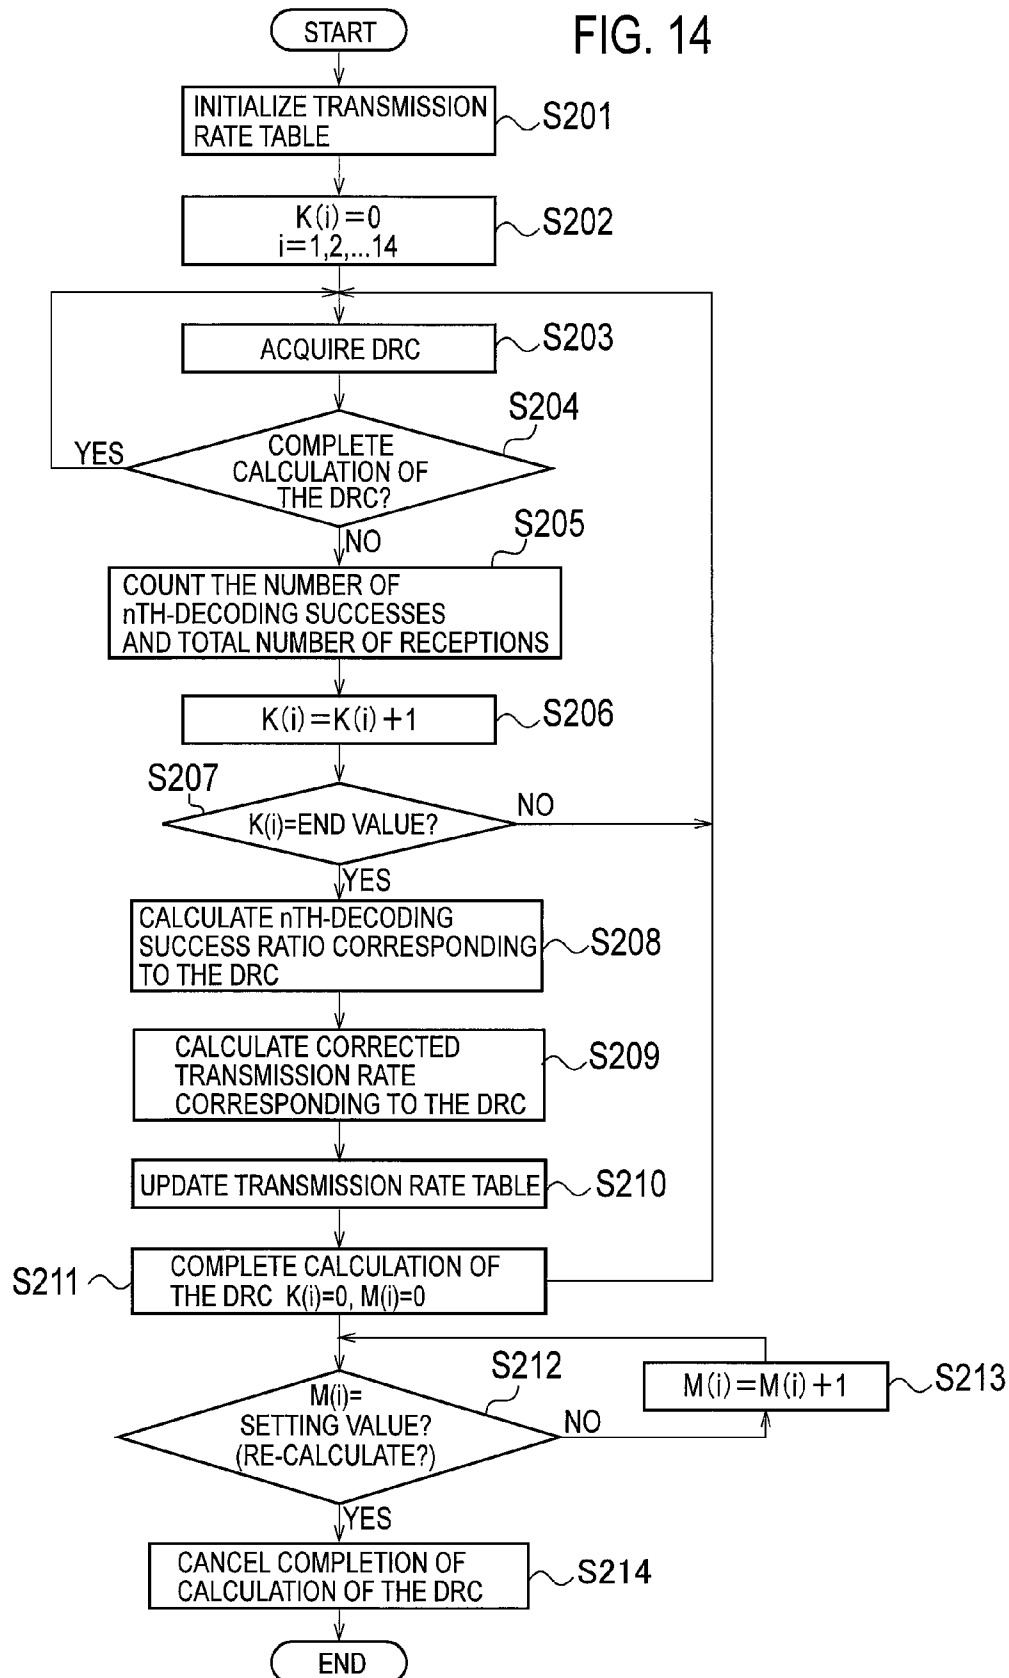 FIG. 14
START
INITIALIZE TRANSMISSION
RATE TABLE
S201
K(i)=0
i=1,2,...14
S202
ACQUIRE DRC
S203
S204
COMPLETE
CALCULATION OF
THE DRC?
YES
NO
S205
COUNT THE NUMBER OF
nTH-DECODING SUCCESSES
AND TOTAL NUMBER OF RECEPTIONS
K(i)=K(i)+1
S206
S207
K(i)=END VALUE?
NO
YES
CALCULATE nTH-DECODING
SUCCESS RATIO CORRESPONDING
TO THE DRC
S208
CALCULATE CORRECTED
TRANSMISSION RATE
CORRESPONDING TO THE DRC
S209
UPDATE TRANSMISSION RATE TABLE
S210
S211
COMPLETE CALCULATION OF
THE DRC K(i)=0, M(i)=0
S212
M(i)=
SETTING VALUE?
(RE-CALCULATE?)
NO
M(i)=M(i)+1
S213
YES
CANCEL COMPLETION OF
CALCULATION OF THE DRC
S214
END